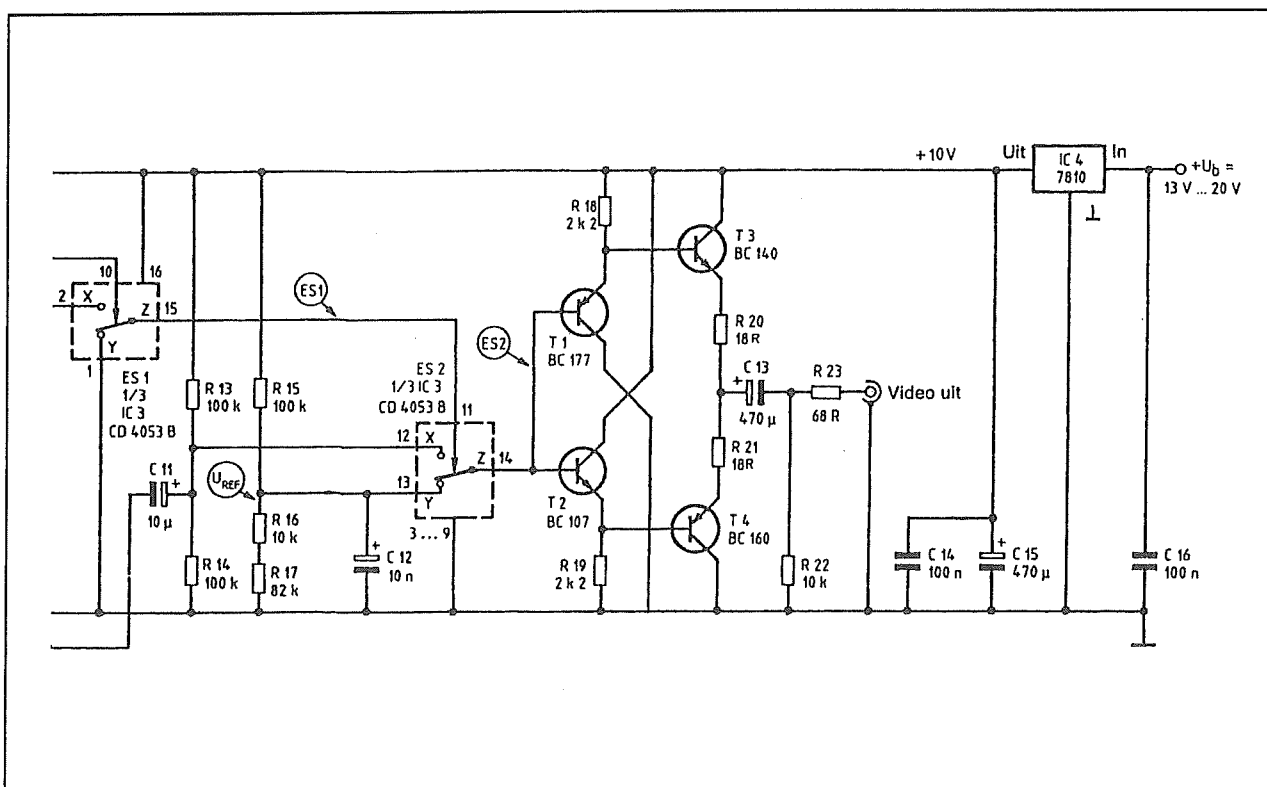 +10V
Uit
IC 4
7810
In
+Ub =
13 V ... 20 V
⊥
R 18
2 k 2
T 3
BC 140
10
16
2
X
Z
15
Y
1
ES1
ES 1
1/3
IC 3
CD 4053 B
R 13
100 k
R 15
100 k
ES 2
1/3 IC 3
CD 4053 B
11
ES2
T 1
BC 177
R 20
18R
C 13
+
470 μ
R 23
68 R
Video uit
12
X
Z
14
13
Y
3 ... 9
R 21
18R
C 11
+
10 μ
UREF
R 16
10 k
T 2
BC 107
T 4
BC 160
R 14
100 k
R 17
82 k
+
C 12
10 n
R 19
2 k 2
R 22
10 k
C 14
100 n
+
C 15
470 μ
C 16
100 n